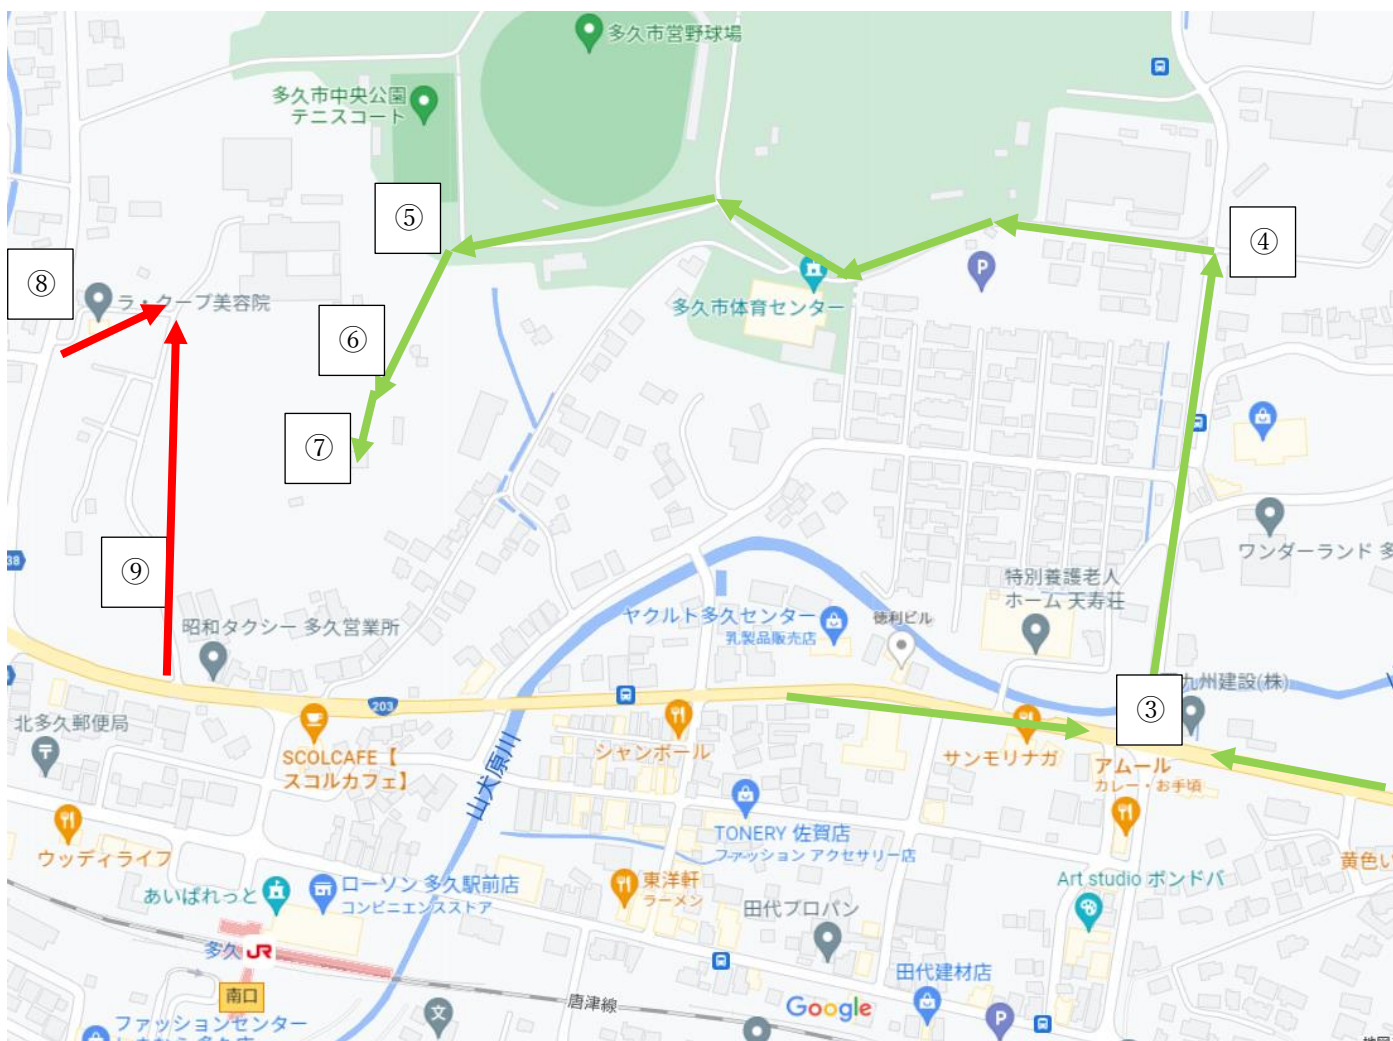 多久市営野球場
多久市中央公園
テニスコート
⑤
④
⑧
ラ・クープ美容院
多久市体育センター
P
⑥
⑦
⑨
38
ワンダーランド 多
特別養護老人
ホーム 天寿荘
ヤクルト多久センター
乳製品販売店
徳利ビル
昭和タクシー 多久営業所
九州建設(株)
③
203
北多久郵便局
SCOLCAFE【
スコルカフェ】
シャンボール
サンモリナガ
アムール
カレー・お手頃
山犬原川
TONERY 佐賀店
ファッション アクセサリー店
ウッディライフ
黄色い
あいぱれっと
ローソン 多久駅前店
コンビニエンスストア
東洋軒
ラーメン
Art studio ボンドバ
田代プロパン
多久 JR
南口
田代建材店
唐津線
Google
文
P
ファッションセンター